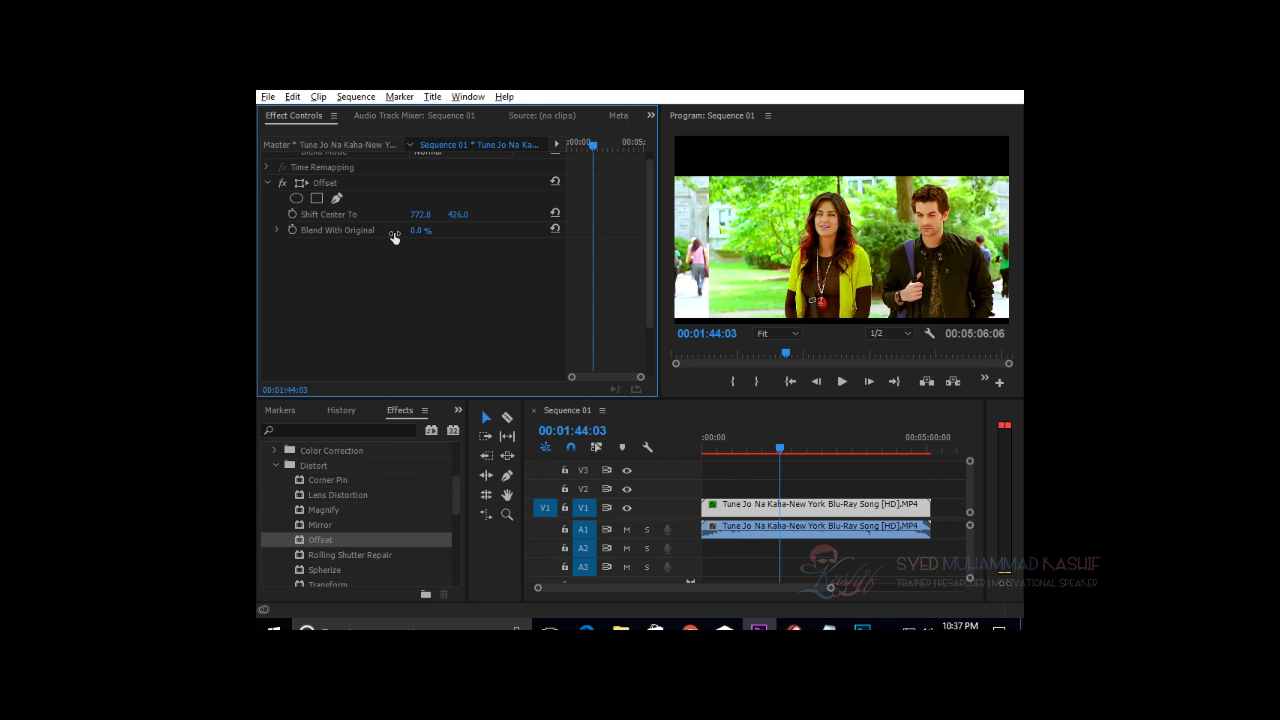 File Edit Clip Sequence Marker Title Window Help
Effect Controls Audio Track Mixer: Sequence 01 Source: (no clips) Meta
Program: Sequence 01
Master * Tune Jo Na Kaha-New Y... Sequence 01 * Tune Jo Na Ka...
:00:00 00:05:
Blend Mode Normal
Time Remapping
fx Offset
Shift Center To 772.0 426.0
Blend With Original 0.0 %
00:01:44:03 Fit 1/2 00:05:06:06
00:01:44:03
Markers History Effects
Sequence 01
00:01:44:03
:00:00 00:05:00:00
Color Correction
Distort
Corner Pin
Lens Distortion
Magnify
Mirror
Offset
Rolling Shutter Repair
Spherize
Transform
V3
V2
V1 V1 Tune Jo Na Kaha-New York Blu-Ray Song [HD].MP4
A1 M S Tune Jo Na Kaha-New York Blu-Ray Song [HD].MP4
A2 M S
A3 M S
Kashif
SYED MUHAMMAD KASHIF
TRAINER | RESEARCHER | MOTIVATIONAL SPEAKER
10:37 PM